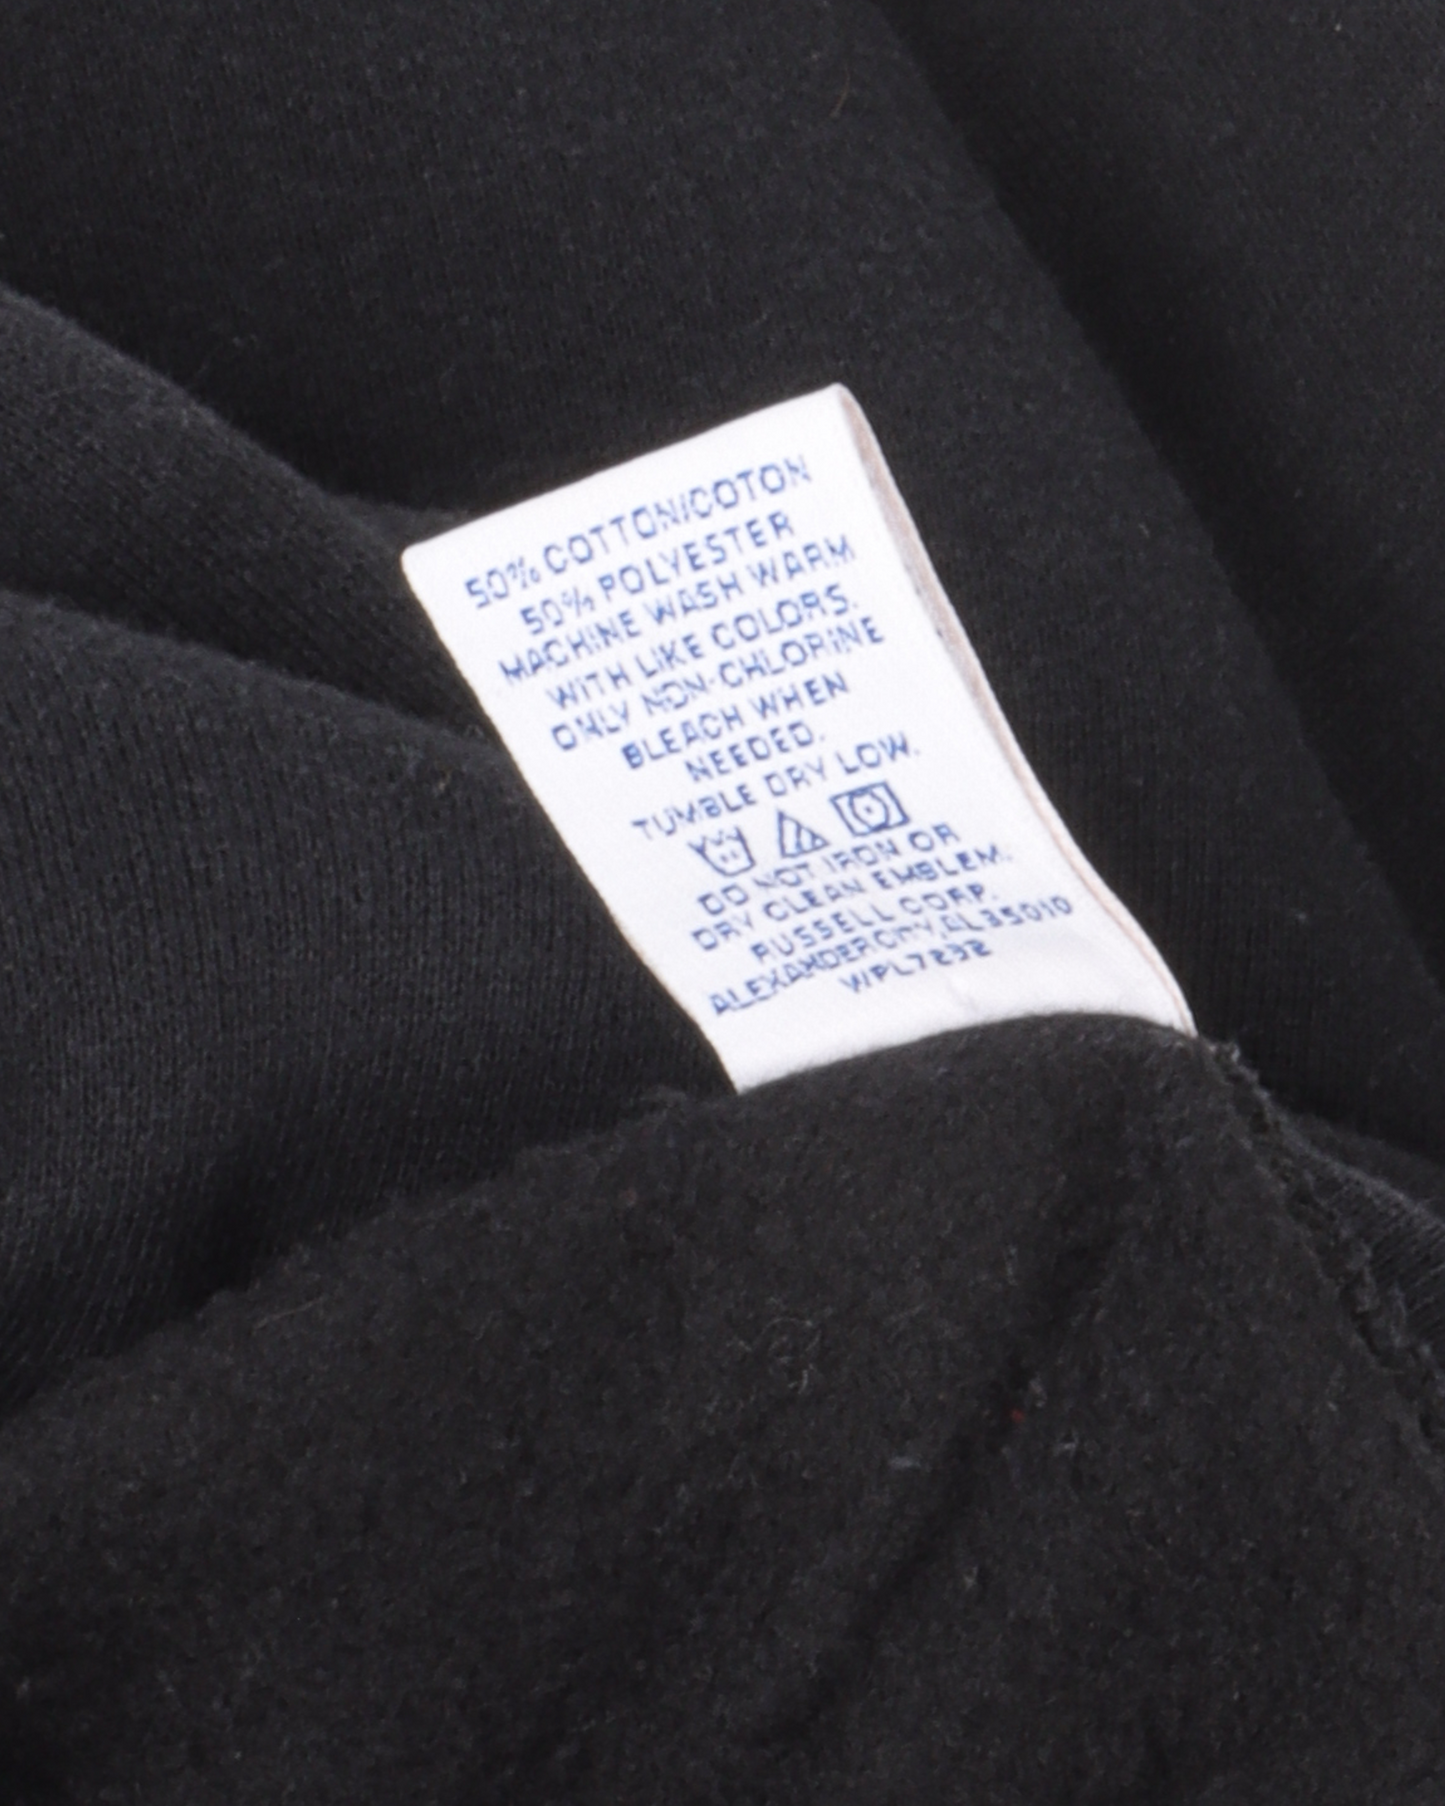 50% COTTON/COTON
50% POLYESTER
MACHINE WASH WARM
WITH LIKE COLORS.
ONLY NON-CHLORINE
BLEACH WHEN
NEEDED.
TUMBLE DRY LOW.
DO NOT IRON OR
DRY CLEAN EMBLEM.
RUSSELL CORP.
ALEXANDER CITY, AL 35010
WPL7232